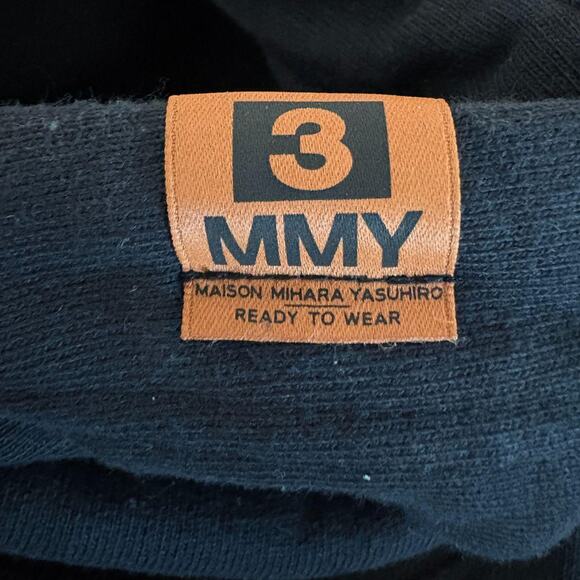 3
MMY
MAISON MIHARA YASUHIRO
READY TO WEAR